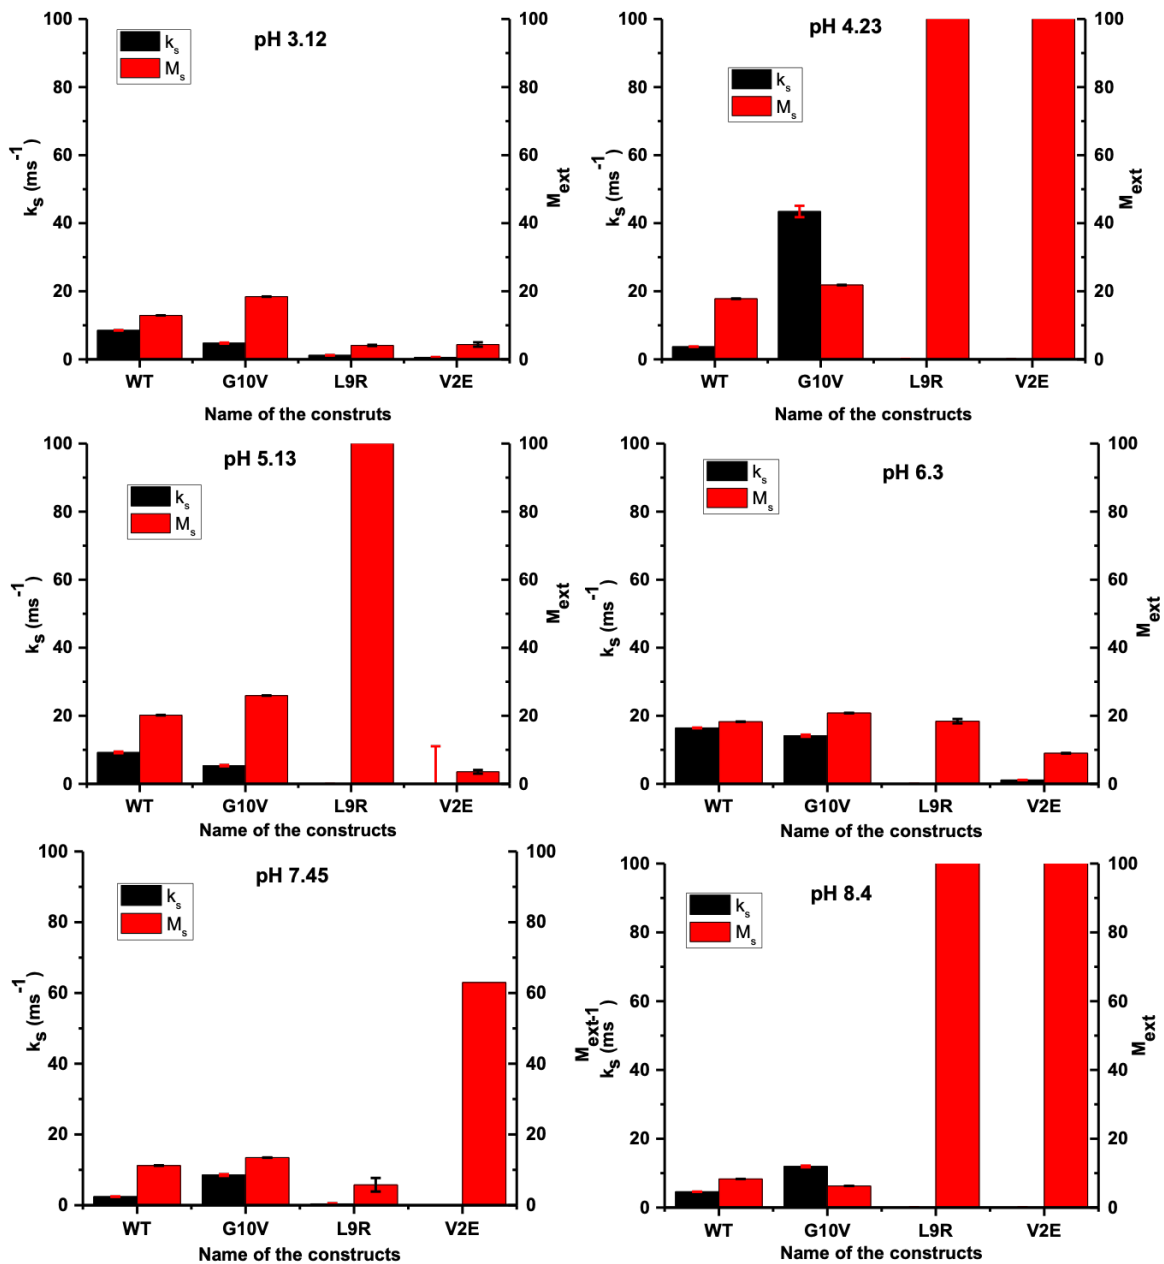 pH 3.12
k_s
M_s
100
80
60
40
20
0
k_s (ms^-1)
100
80
60
40
20
0
M_ext
WT G10V L9R V2E
Name of the construts
pH 4.23
k_s
M_s
100
80
60
40
20
0
k_s (ms^-1)
100
80
60
40
20
0
M_ext
WT G10V L9R V2E
Name of the constructs
pH 5.13
k_s
M_s
100
80
60
40
20
0
k_s (ms^-1)
100
80
60
40
20
0
M_ext
WT G10V L9R V2E
Name of the constructs
pH 6.3
k_s
M_s
100
80
60
40
20
0
k_s (ms^-1)
100
80
60
40
20
0
M_ext
WT G10V L9R V2E
Name of the constructs
pH 7.45
k_s
M_s
100
80
60
40
20
0
k_s (ms^-1)
100
80
60
40
20
0
M_ext
WT G10V L9R V2E
Name of the constructs
pH 8.4
k_s
M_s
100
80
60
40
20
0
k_s (ms^-1)
100
80
60
40
20
0
M_ext
WT G10V L9R V2E
Name of the constructs